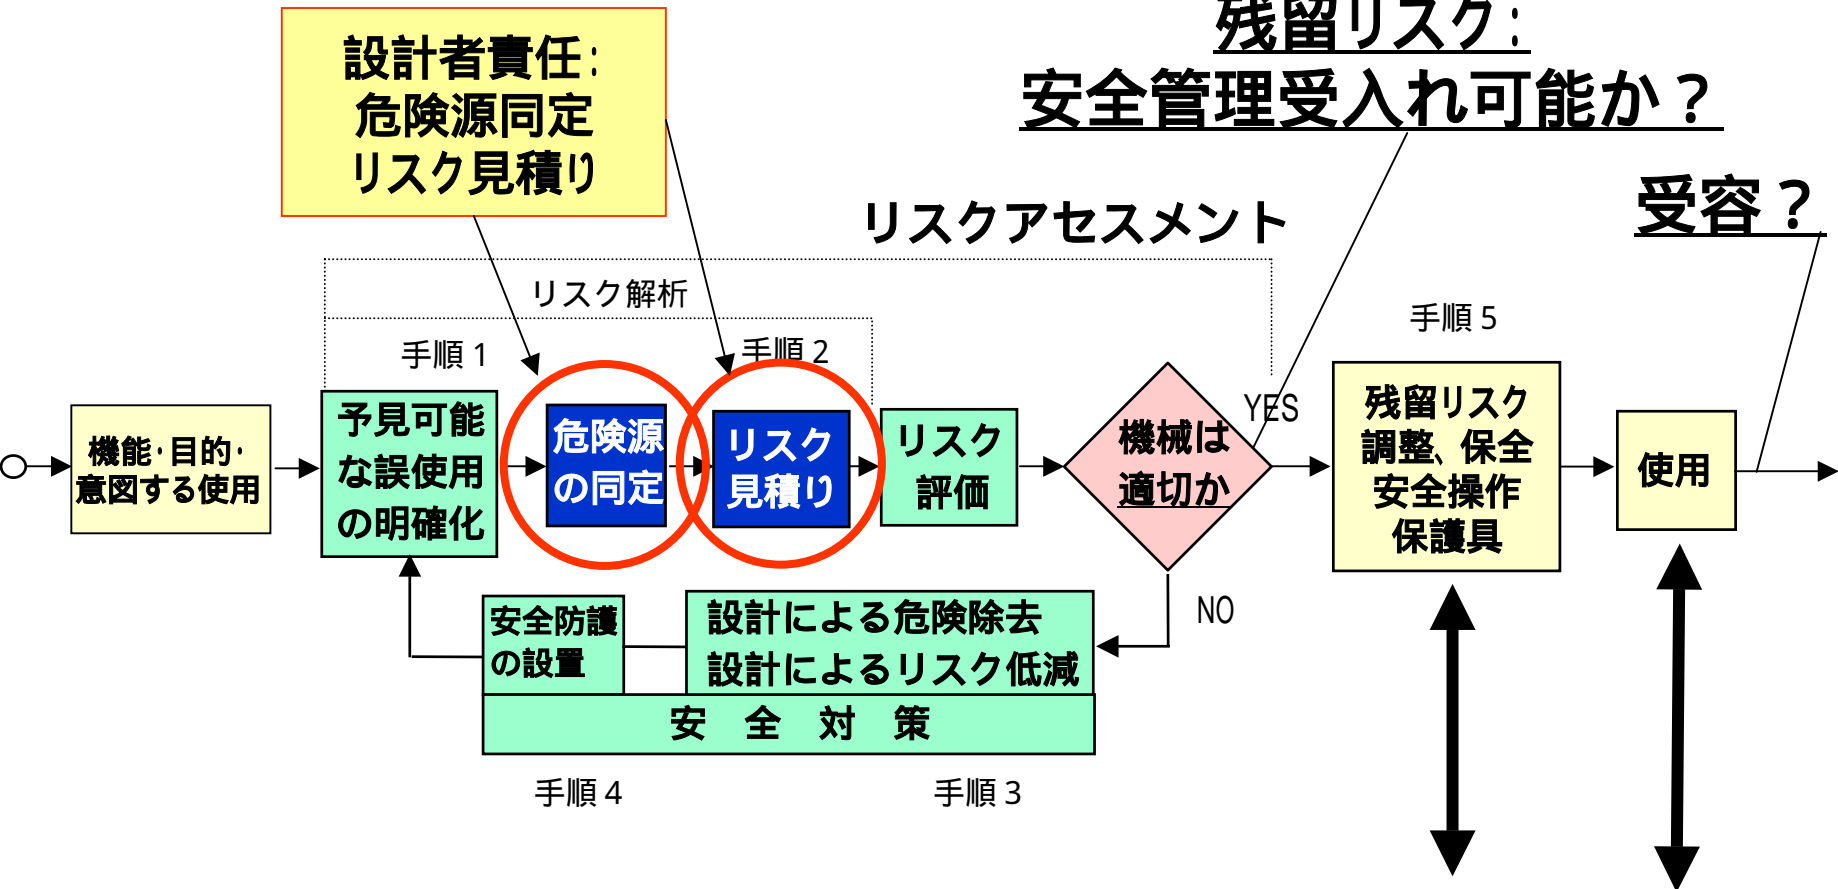 残留リスク:
安全管理受入れ可能か？
設計者責任:
危険源同定
リスク見積り
受容？
リスクアセスメント
リスク解析
手順 1
手順 2
手順 5
機能・目的・
意図する使用
予見可能
な誤使用
の明確化
危険源
の同定
リスク
見積り
リスク
評価
機械は
適切か
YES
残留リスク
調整、保全
安全操作
保護具
使用
NO
安全防護
の設置
設計による危険除去
設計によるリスク低減
安 全 対 策
手順 4
手順 3